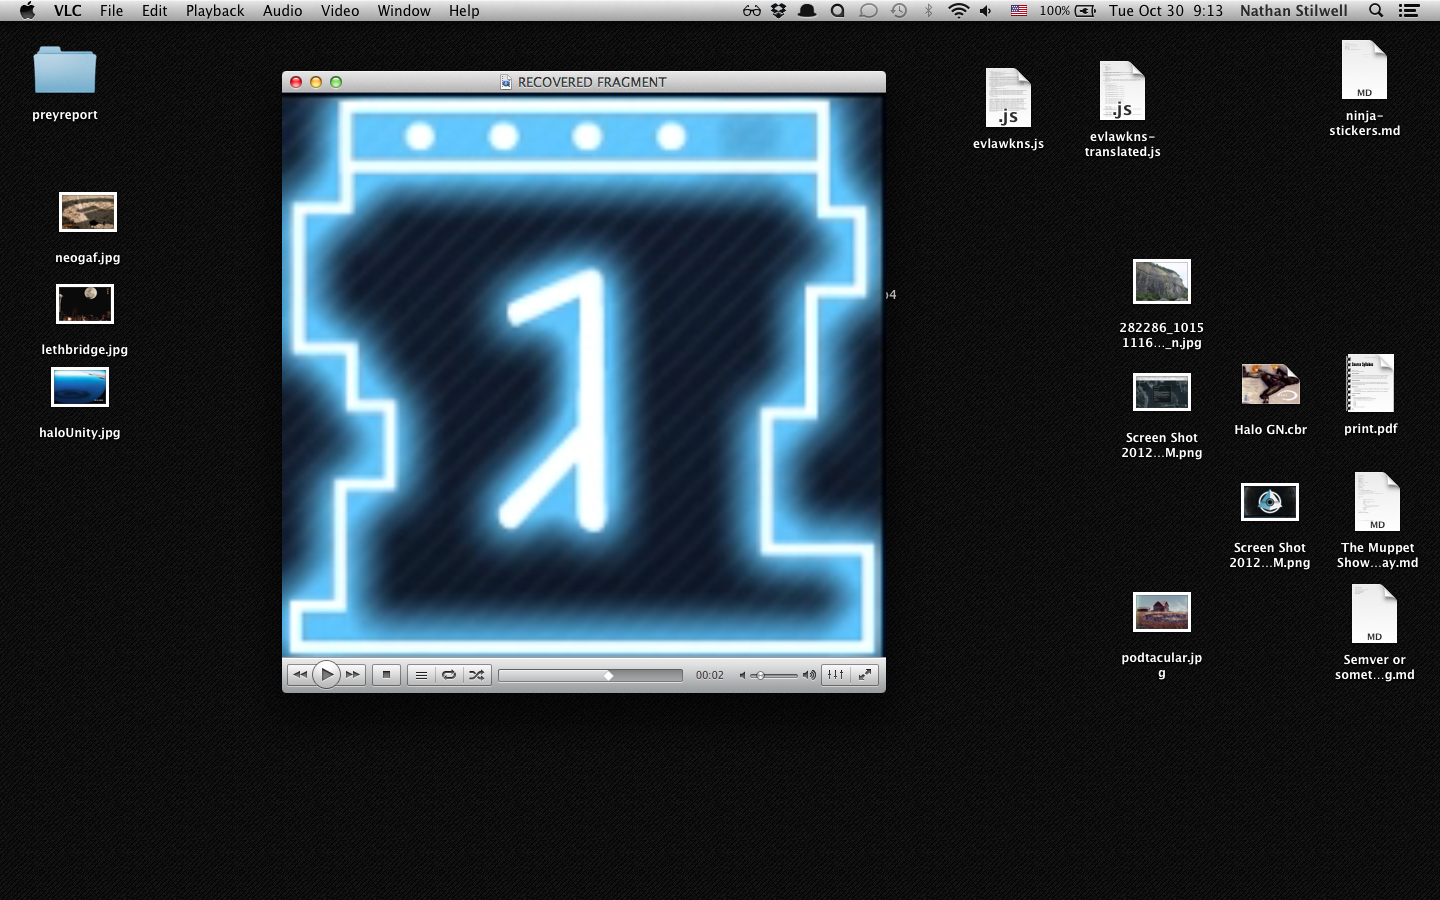 VLC File Edit Playback Audio Video Window Help 100% Tue Oct 30 9:13 Nathan Stilwell
preyreport
neogaf.jpg
lethbridge.jpg
haloUnity.jpg
RECOVERED FRAGMENT
00:02
p4
.js
evlawkns.js
.js
evlawkns-
translated.js
MD
ninja-
stickers.md
282286_1015
1116..._n.jpg
Screen Shot
2012...M.png
Halo GN.cbr
print.pdf
Screen Shot
2012...M.png
MD
The Muppet
Show...ay.md
podtacular.jp
g
MD
Semver or
somet...g.md